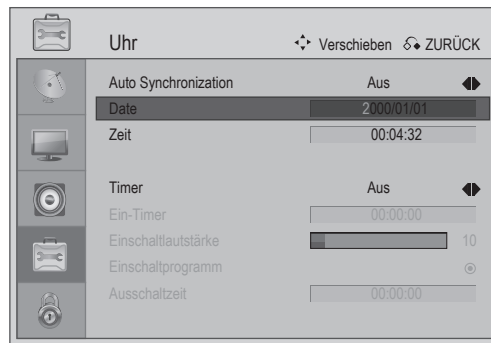 Uhr Verschieben ZURÜCK
Auto Synchronization Aus
Date 2000/01/01
Zeit 00:04:32
Timer Aus
Ein-Timer 00:00:00
Einschaltlautstärke 10
Einschaltprogramm
Ausschaltzeit 00:00:00